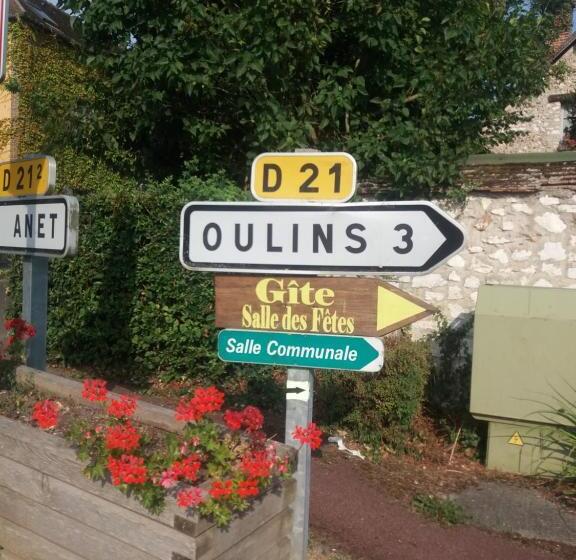 D 21²
ANET
D 21
OULINS 3
Gîte
Salle des Fêtes
Salle Communale